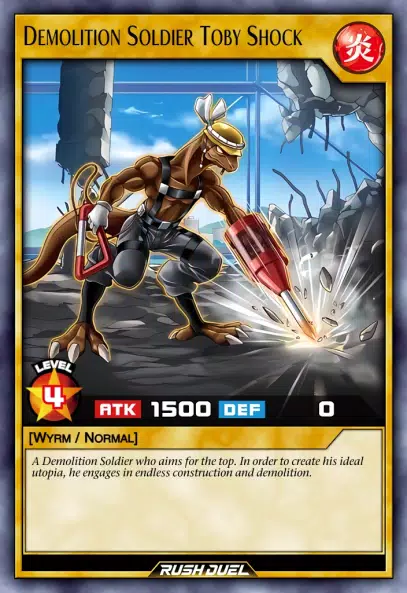 DEMOLITION SOLDIER TOBY SHOCK
炎
LEVEL
4
ATK 1500 DEF 0
[WYRM / NORMAL]
A Demolition Soldier who aims for the top. In order to create his ideal
utopia, he engages in endless construction and demolition.
RUSH DUEL